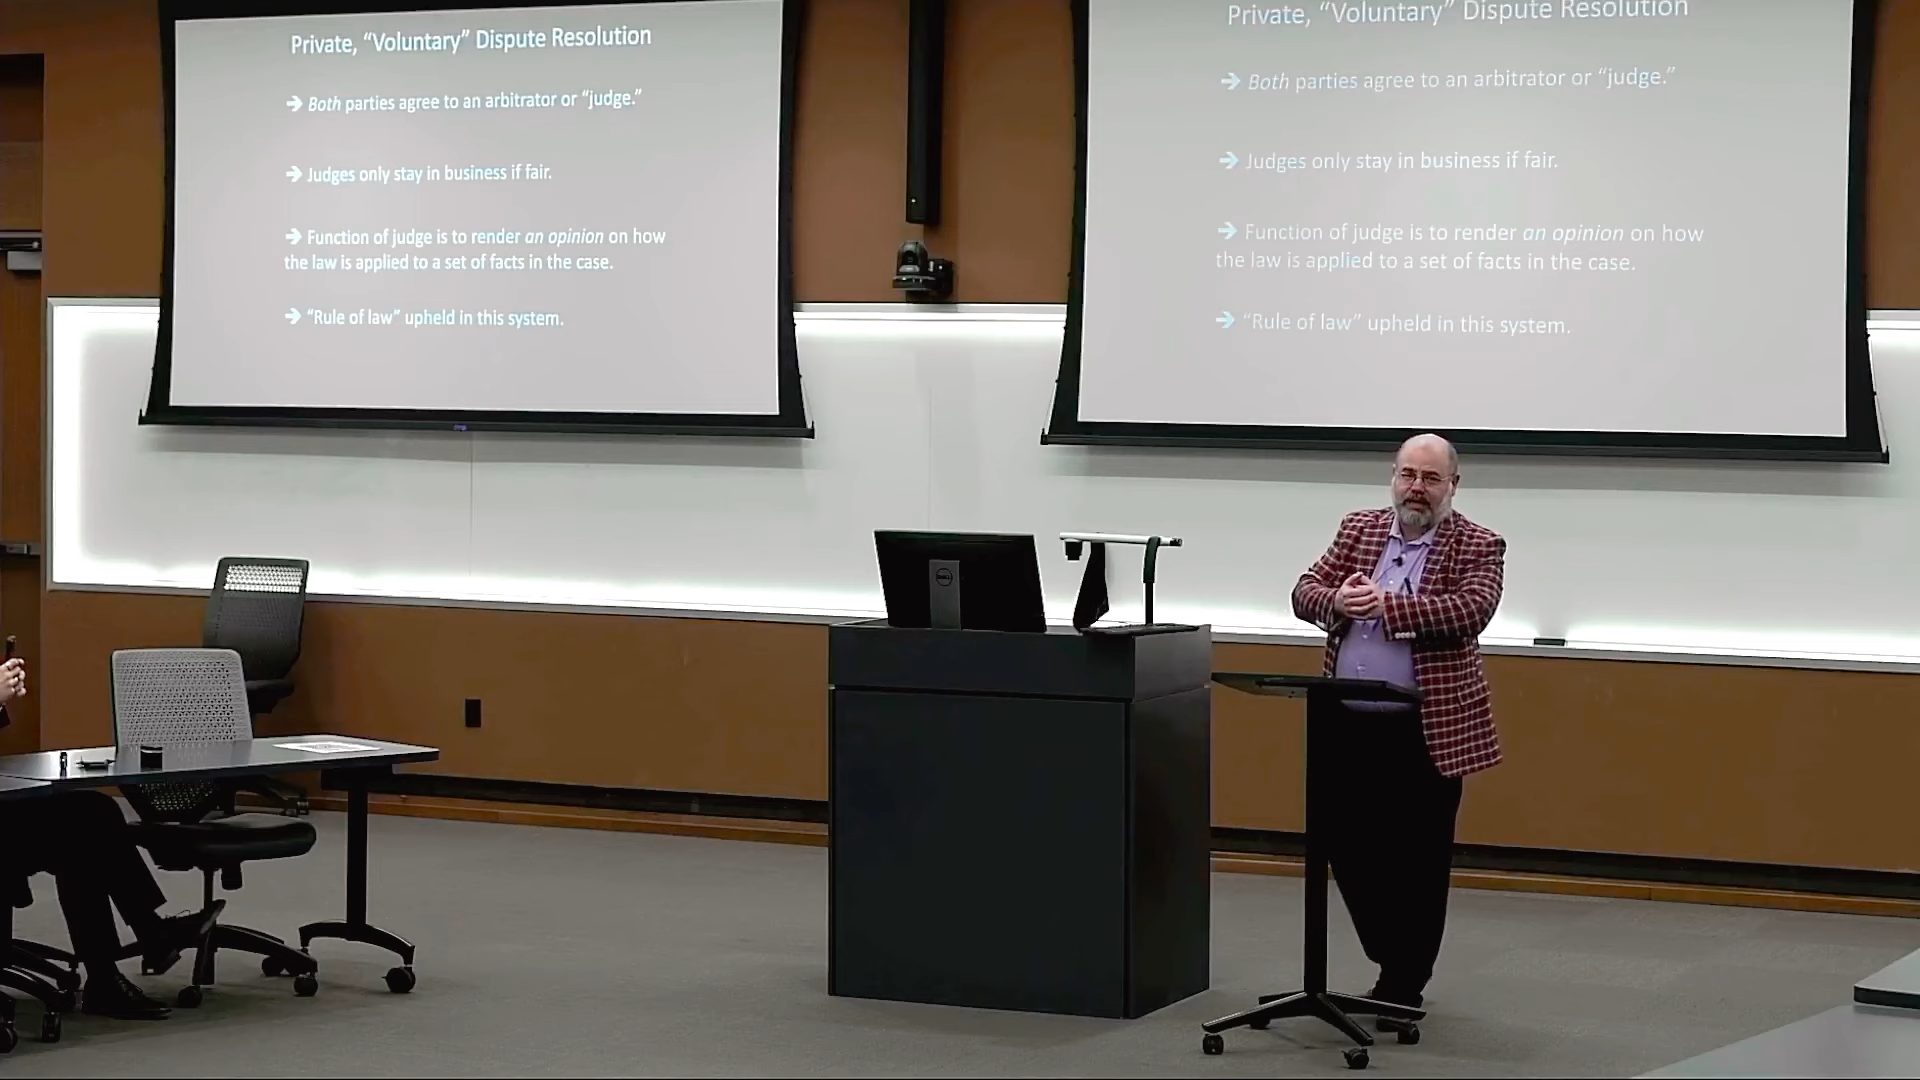 Private, “Voluntary” Dispute Resolution
➔ Both parties agree to an arbitrator or “judge.”
➔ Judges only stay in business if fair.
➔ Function of judge is to render an opinion on how
the law is applied to a set of facts in the case.
➔ “Rule of law” upheld in this system.
Private, “Voluntary” Dispute Resolution
➔ Both parties agree to an arbitrator or “judge.”
➔ Judges only stay in business if fair.
➔ Function of judge is to render an opinion on how
the law is applied to a set of facts in the case.
➔ “Rule of law” upheld in this system.
DELL